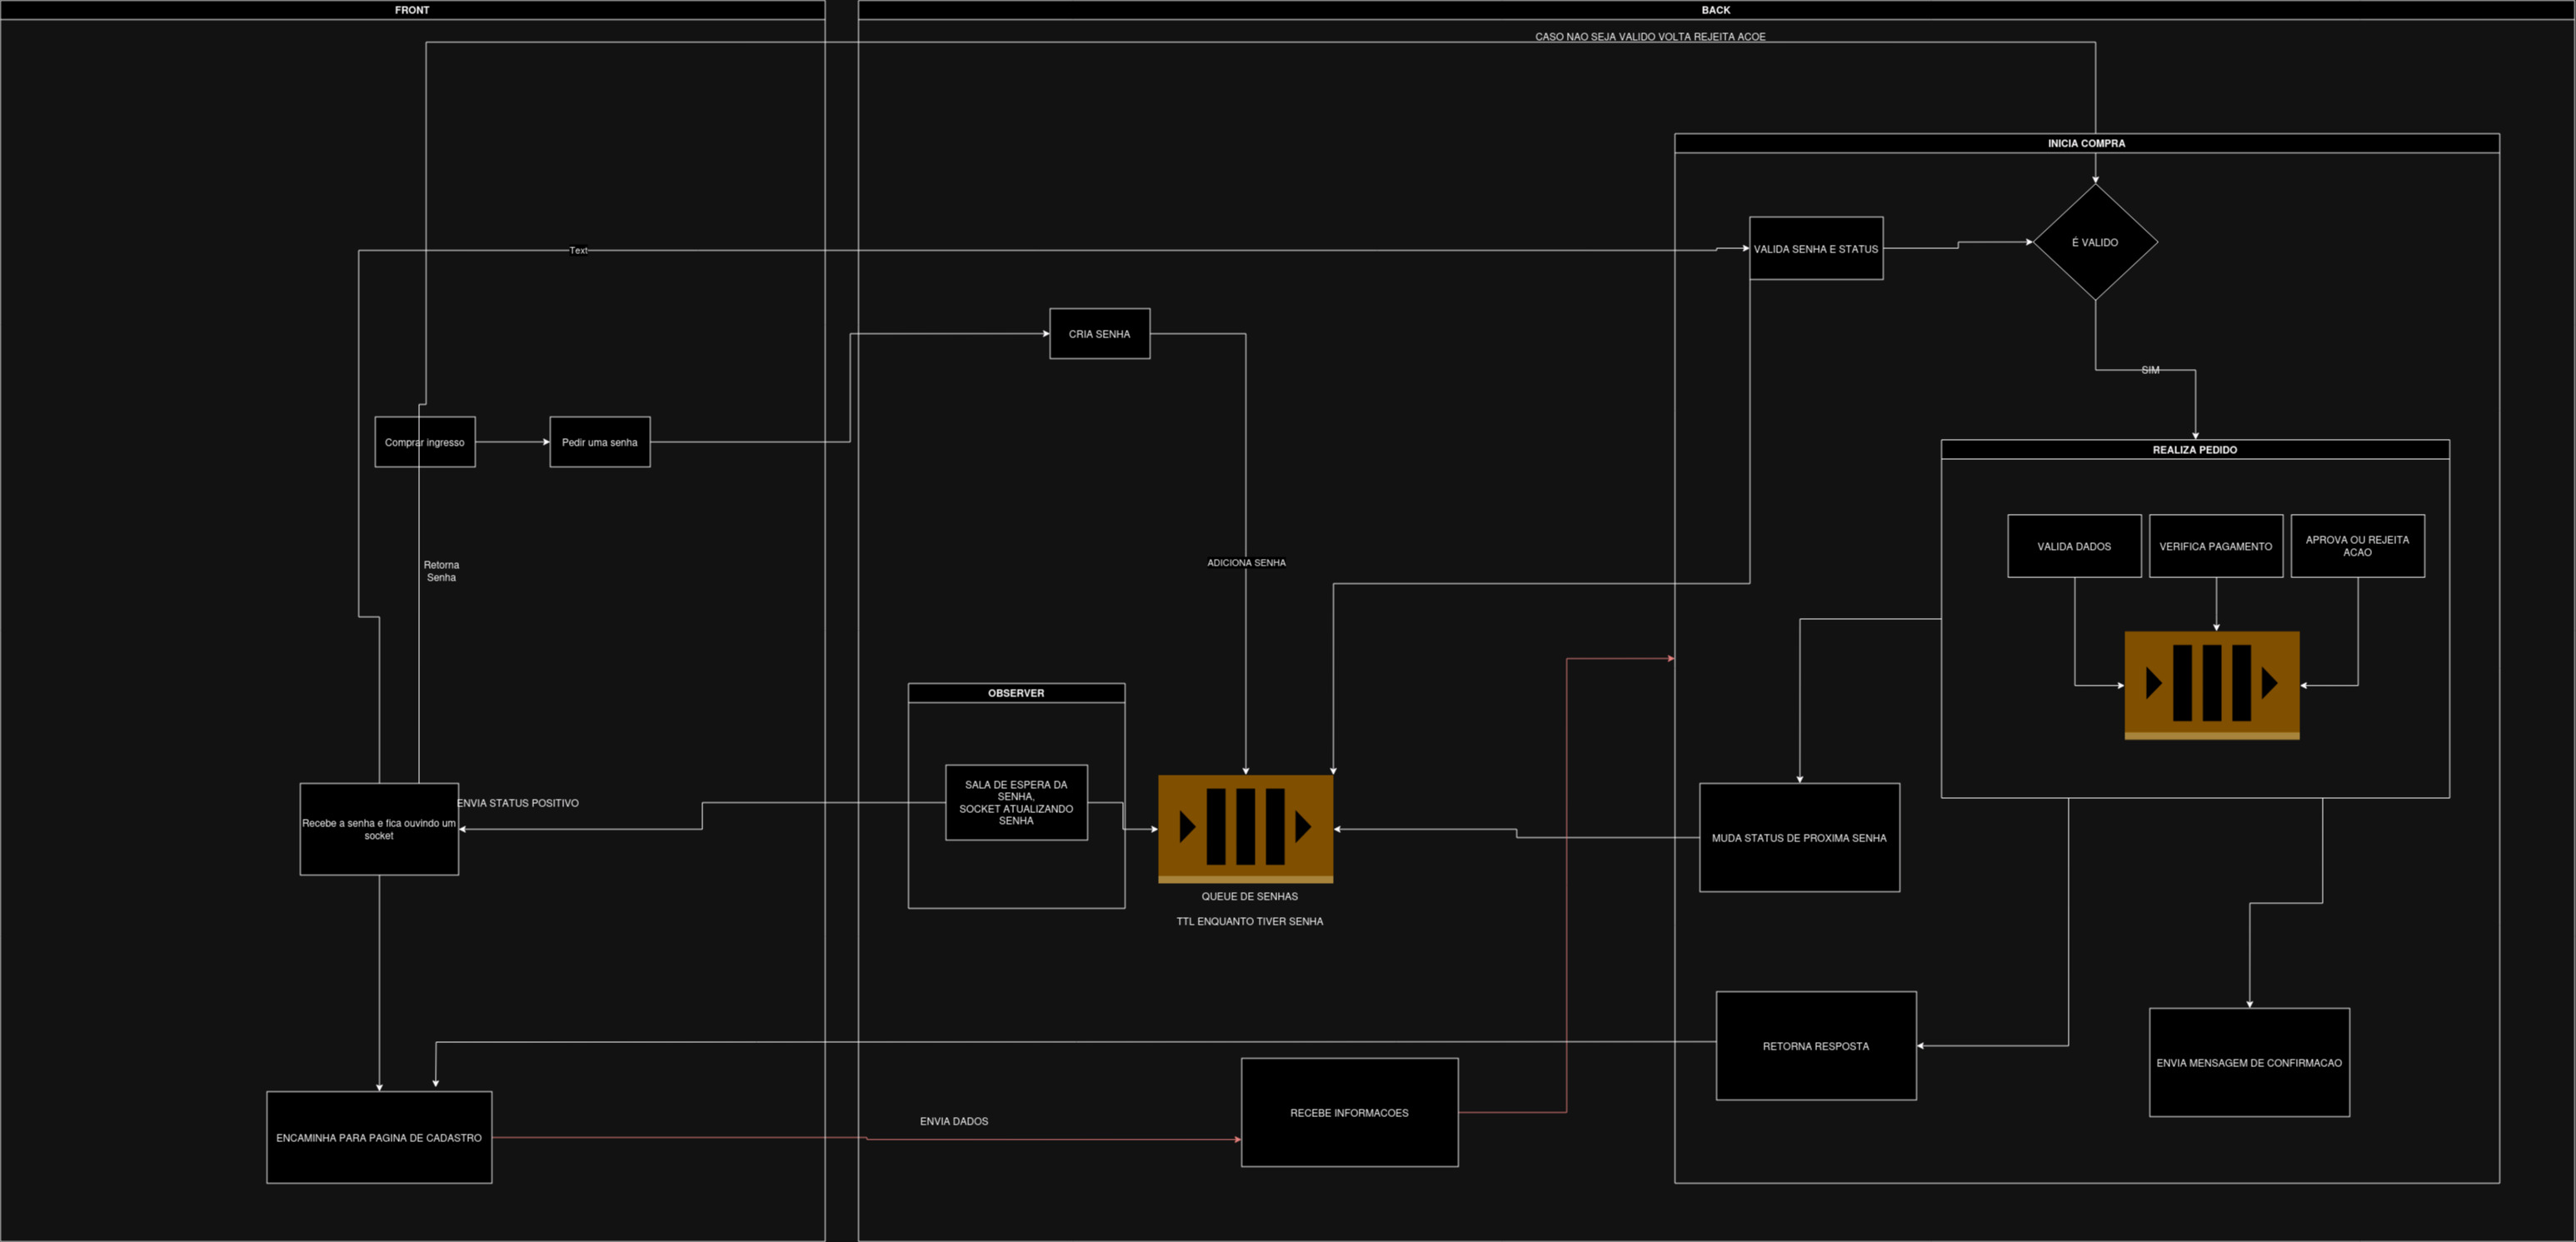 FRONT
BACK
CASO NAO SEJA VALIDO VOLTA REJEITA ACOE
INICIA COMPRA
Text
VALIDA SENHA E STATUS
É VALIDO
CRIA SENHA
SIM
Comprar ingresso
Pedir uma senha
REALIZA PEDIDO
VALIDA DADOS
VERIFICA PAGAMENTO
APROVA OU REJEITA
ACAO
Retorna
Senha
ADICIONA SENHA
OBSERVER
SALA DE ESPERA DA
SENHA,
SOCKET ATUALIZANDO
SENHA
ENVIA STATUS POSITIVO
Recebe a senha e fica ouvindo um
socket
MUDA STATUS DE PROXIMA SENHA
QUEUE DE SENHAS
TTL ENQUANTO TIVER SENHA
RETORNA RESPOSTA
ENVIA MENSAGEM DE CONFIRMACAO
ENVIA DADOS
RECEBE INFORMACOES
ENCAMINHA PARA PAGINA DE CADASTRO